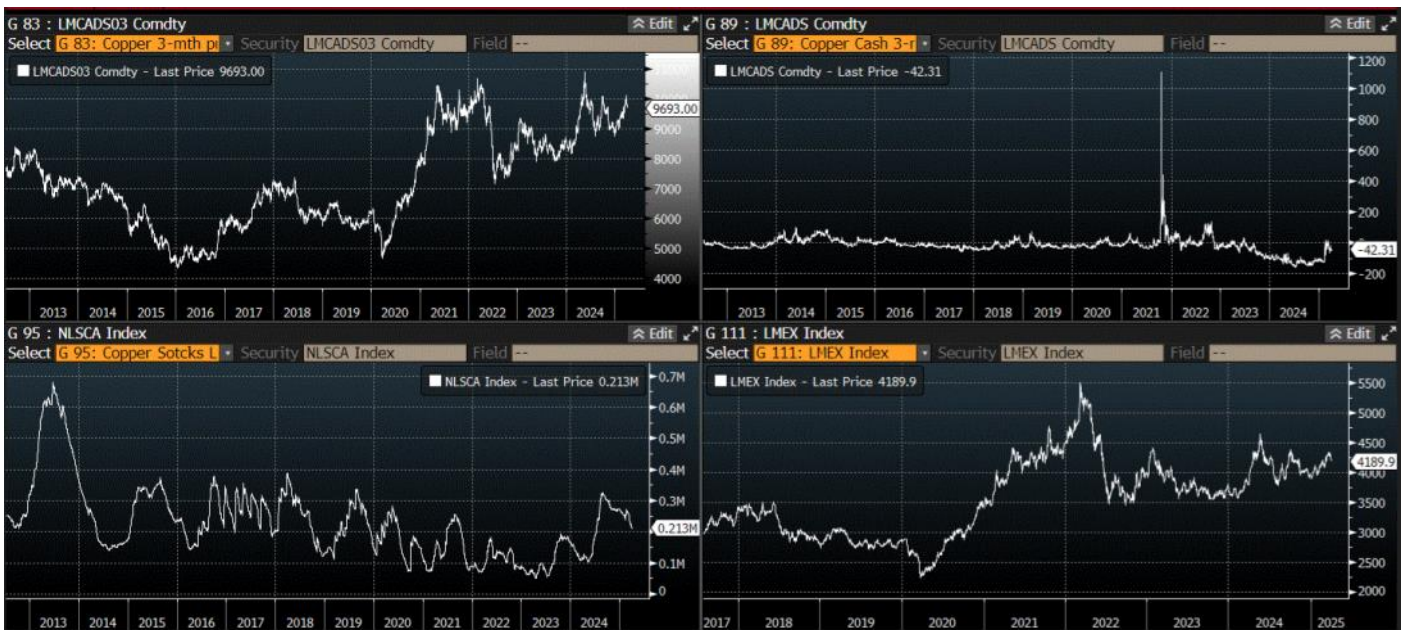 G 83 : LMCADS03 Comdty
Edit
Select G 83: Copper 3-mth pi Security LMCADS03 Comdty Field --
LMCADS03 Comdty - Last Price 9693.00
10000
9693.00
9000
8000
7000
6000
5000
4000
2013 2014 2015 2016 2017 2018 2019 2020 2021 2022 2023 2024
G 89 : LMCADS Comdty
Edit
Select G 89: Copper Cash 3-r Security LMCADS Comdty Field --
LMCADS Comdty - Last Price -42.31
1200
1000
800
600
400
200
-42.31
-200
2013 2014 2015 2016 2017 2018 2019 2020 2021 2022 2023 2024
G 95 : NLSCA Index
Edit
Select G 95: Copper Sotcks L Security NLSCA Index Field --
NLSCA Index - Last Price 0.213M
0.7M
0.6M
0.5M
0.4M
0.3M
0.213M
0.1M
0
2013 2014 2015 2016 2017 2018 2019 2020 2021 2022 2023 2024
G 111 : LMEX Index
Edit
Select G 111: LMEX Index Security LMEX Index Field --
LMEX Index - Last Price 4189.9
5500
5000
4500
4189.9
3500
3000
2500
2000
2017 2018 2019 2020 2021 2022 2023 2024 2025